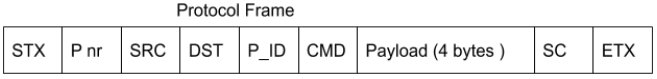 Protocol Frame
STX P nr SRC DST P_ID CMD Payload (4 bytes ) SC ETX